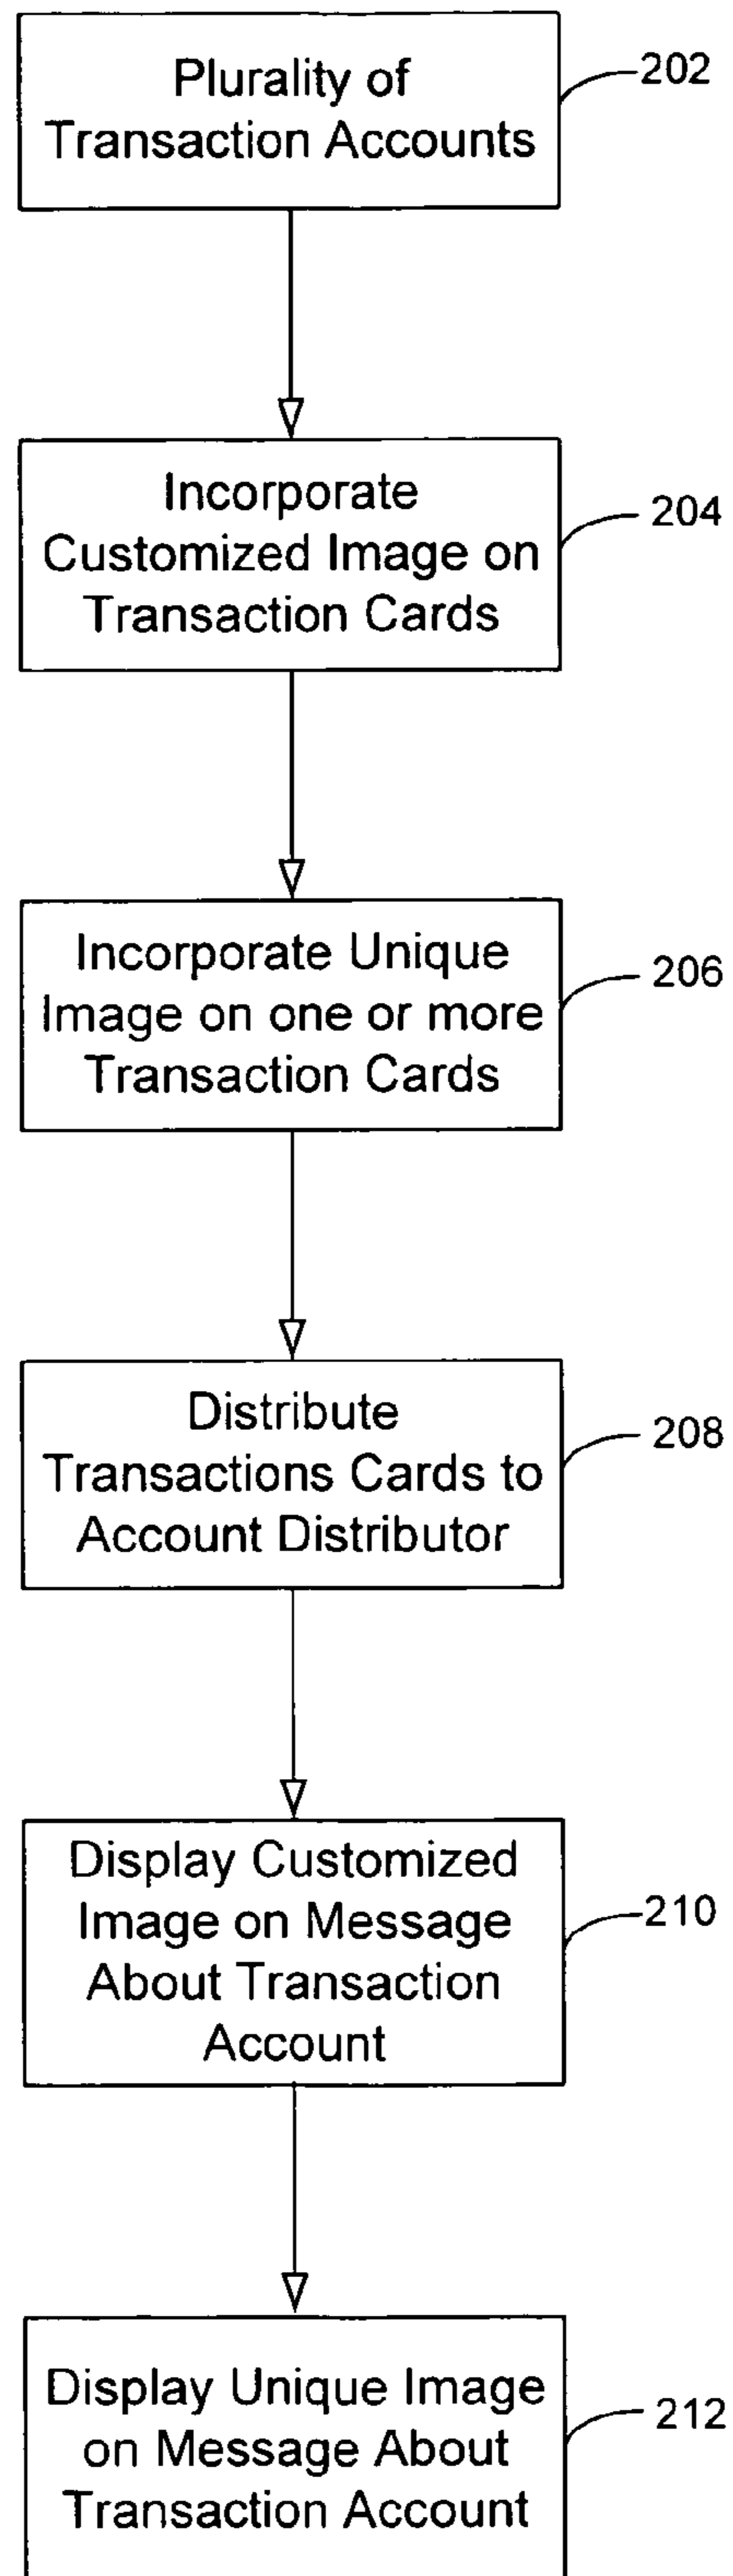 Plurality of
Transaction Accounts
202
Incorporate
Customized Image on
Transaction Cards
204
Incorporate Unique
Image on one or more
Transaction Cards
206
Distribute
Transactions Cards to
Account Distributor
208
Display Customized
Image on Message
About Transaction
Account
210
Display Unique Image
on Message About
Transaction Account
212